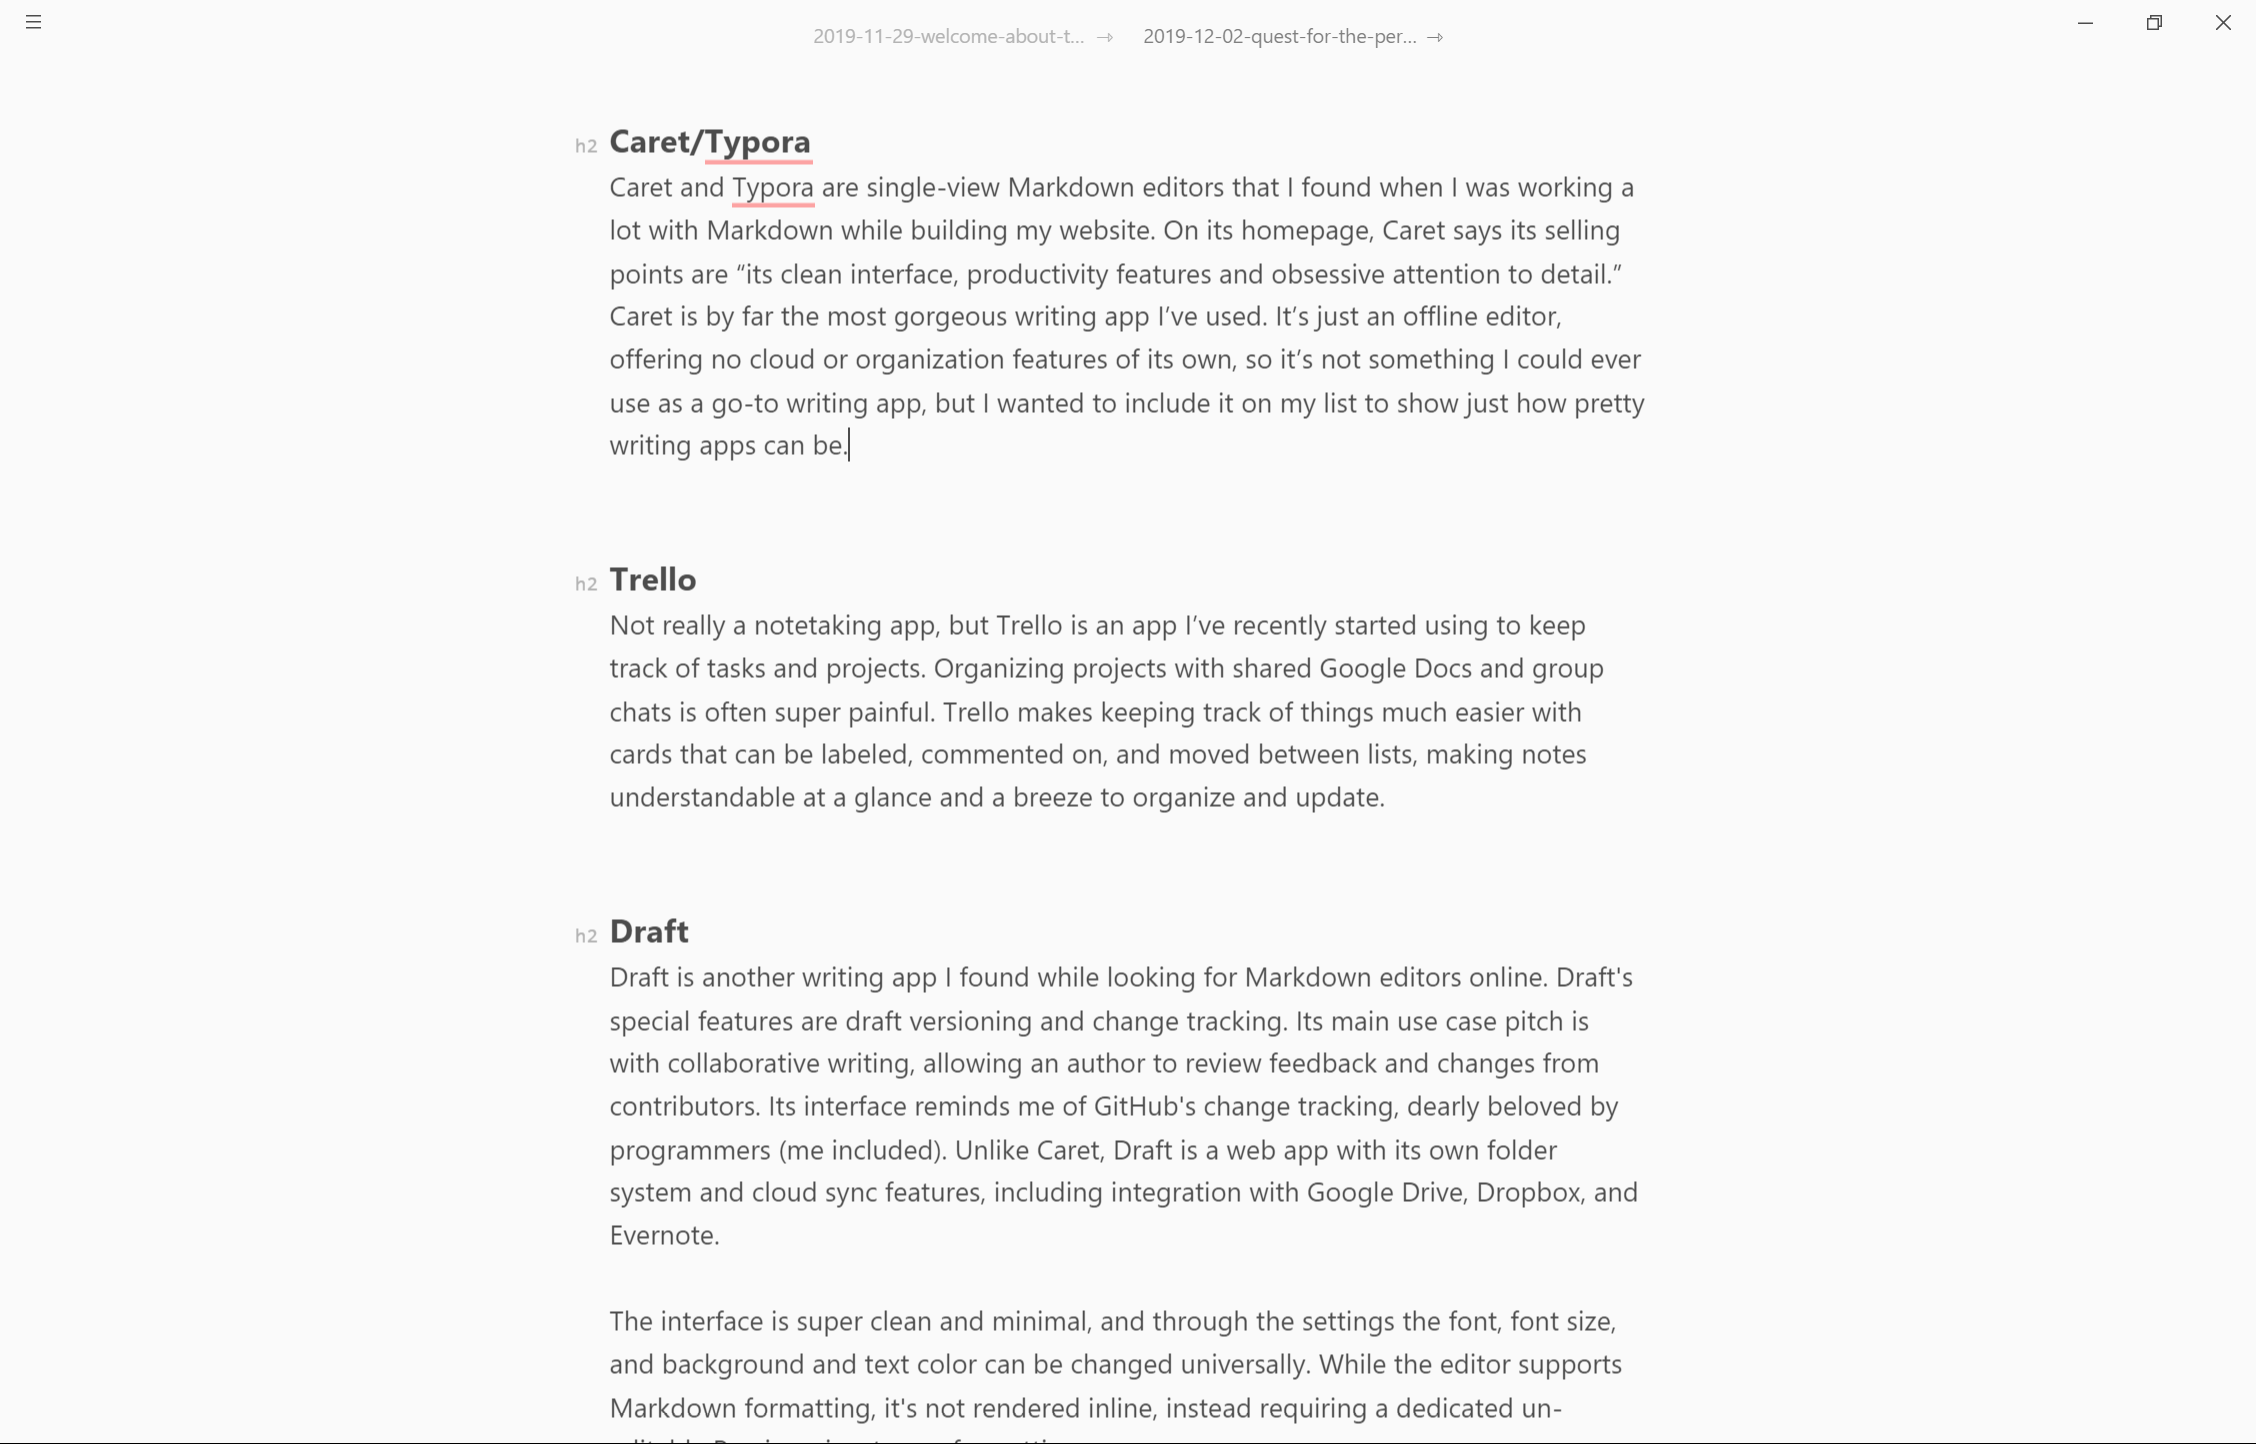 2019-11-29-welcome-about-t... →
2019-12-02-quest-for-the-per... →
h2 Caret/Typora
Caret and Typora are single-view Markdown editors that I found when I was working a
lot with Markdown while building my website. On its homepage, Caret says its selling
points are “its clean interface, productivity features and obsessive attention to detail.”
Caret is by far the most gorgeous writing app I’ve used. It’s just an offline editor,
offering no cloud or organization features of its own, so it’s not something I could ever
use as a go-to writing app, but I wanted to include it on my list to show just how pretty
writing apps can be.
h2 Trello
Not really a notetaking app, but Trello is an app I’ve recently started using to keep
track of tasks and projects. Organizing projects with shared Google Docs and group
chats is often super painful. Trello makes keeping track of things much easier with
cards that can be labeled, commented on, and moved between lists, making notes
understandable at a glance and a breeze to organize and update.
h2 Draft
Draft is another writing app I found while looking for Markdown editors online. Draft's
special features are draft versioning and change tracking. Its main use case pitch is
with collaborative writing, allowing an author to review feedback and changes from
contributors. Its interface reminds me of GitHub's change tracking, dearly beloved by
programmers (me included). Unlike Caret, Draft is a web app with its own folder
system and cloud sync features, including integration with Google Drive, Dropbox, and
Evernote.
The interface is super clean and minimal, and through the settings the font, font size,
and background and text color can be changed universally. While the editor supports
Markdown formatting, it's not rendered inline, instead requiring a dedicated un-